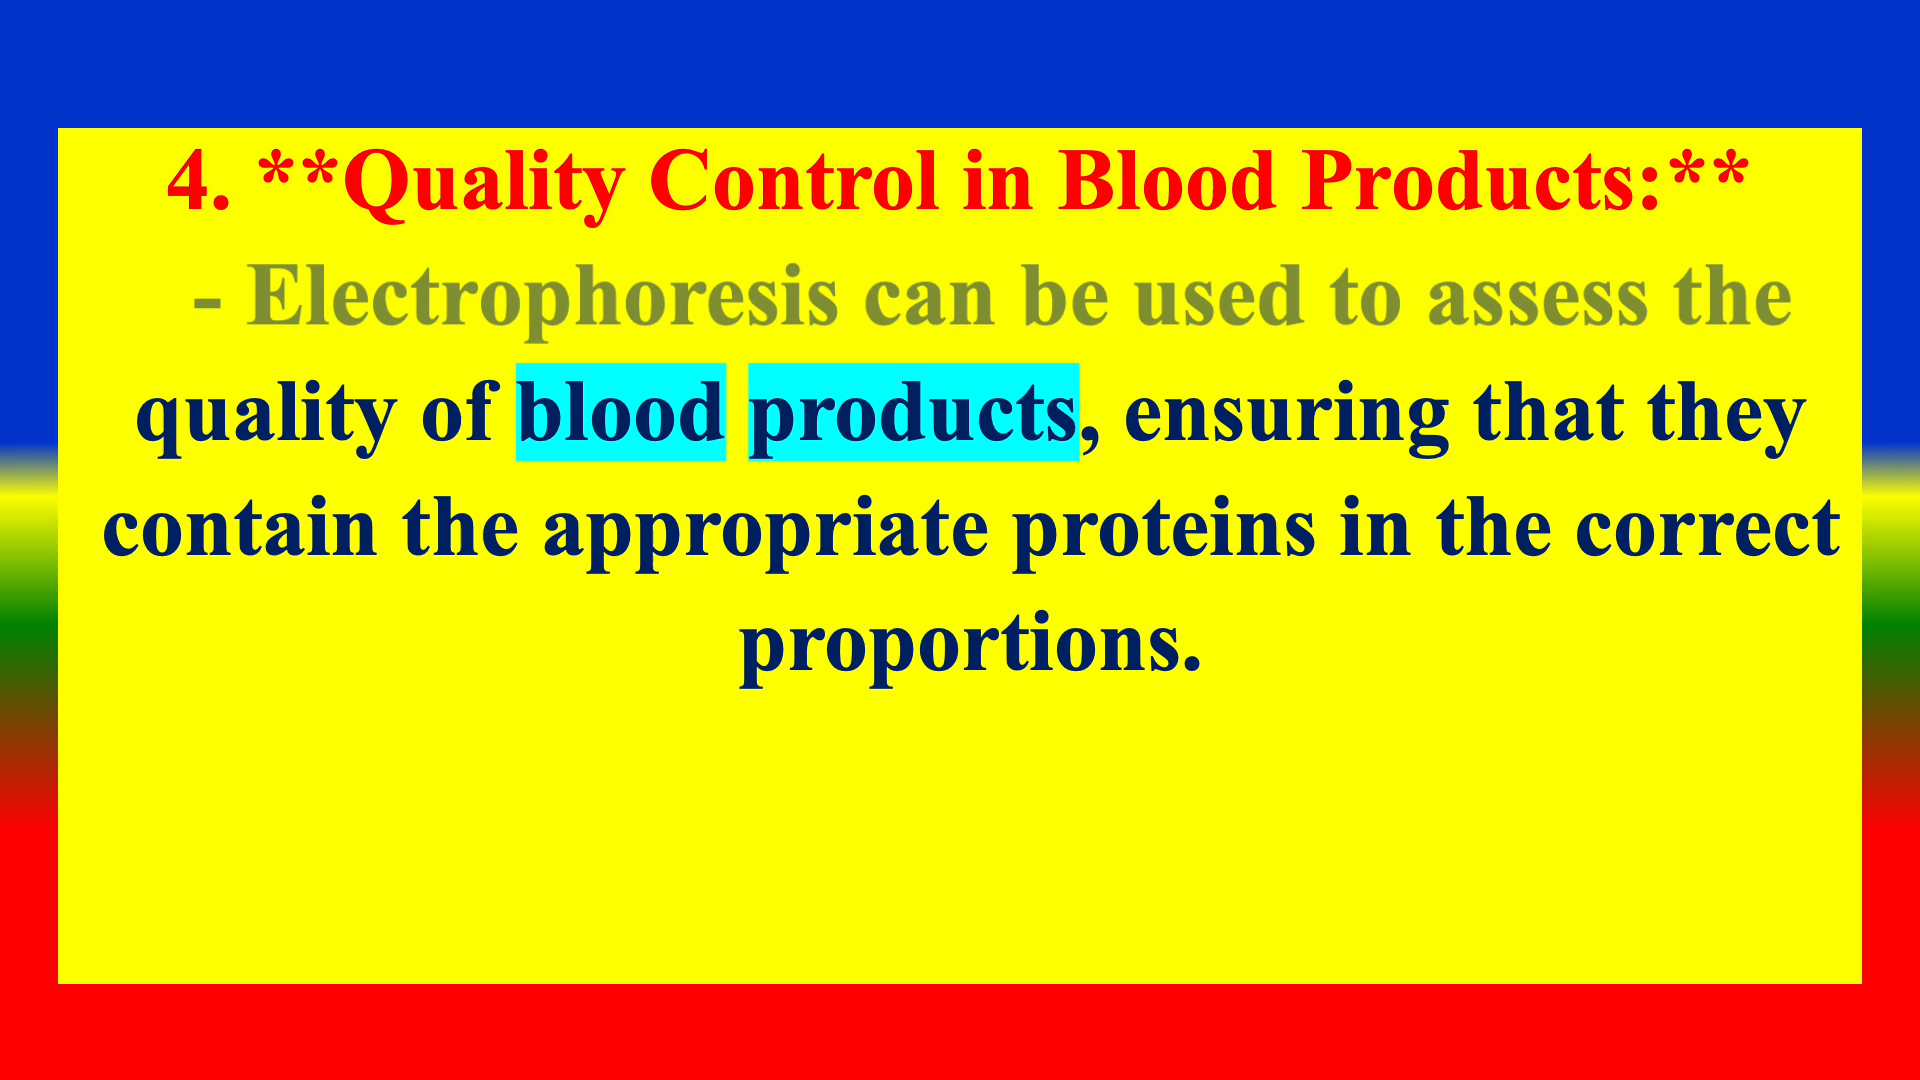 4. **Quality Control in Blood Products:**
- Electrophoresis can be used to assess the
quality of blood products, ensuring that they
contain the appropriate proteins in the correct
proportions.